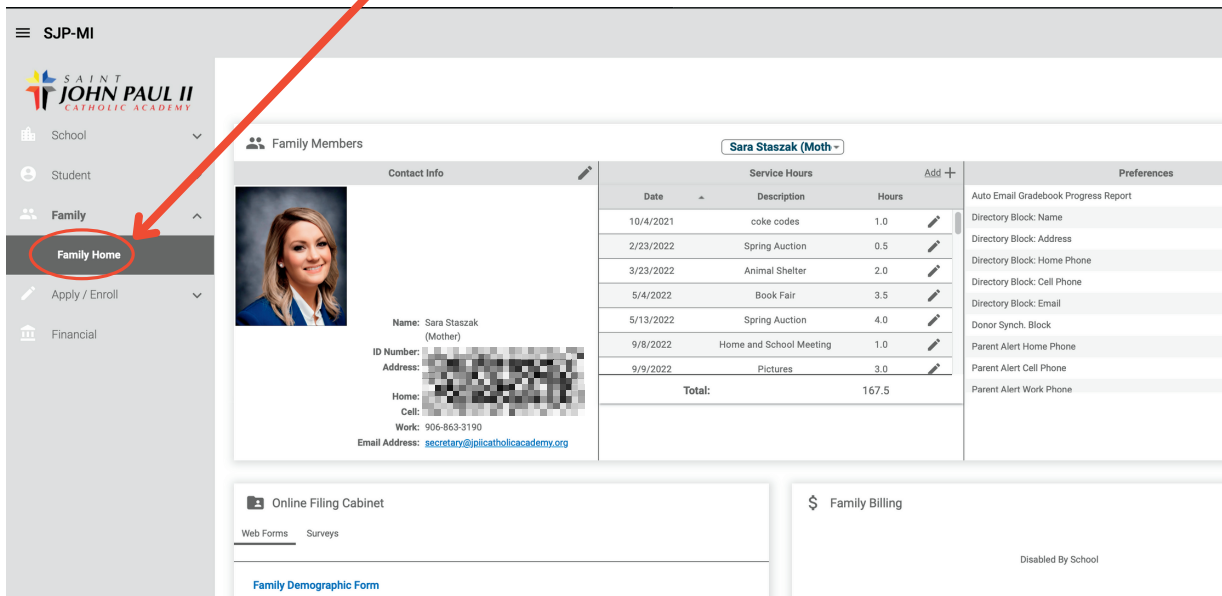 SJP-MI
SAINT
JOHN PAUL II
CATHOLIC ACADEMY
School
Student
Family
Family Home
Apply / Enroll
Financial
Family Members
Sara Staszak (Moth
Contact Info
Name: Sara Staszak
(Mother)
ID Number:
Address:
Home:
Cell:
Work: 906-863-3190
Email Address: secretary@jpiicatholicacademy.org
Service Hours Add
Date Description Hours
10/4/2021 coke codes 1.0
2/23/2022 Spring Auction 0.5
3/23/2022 Animal Shelter 2.0
5/4/2022 Book Fair 3.5
5/13/2022 Spring Auction 4.0
9/8/2022 Home and School Meeting 1.0
9/9/2022 Pictures 3.0
Total: 167.5
Preferences
Auto Email Gradebook Progress Report
Directory Block: Name
Directory Block: Address
Directory Block: Home Phone
Directory Block: Cell Phone
Directory Block: Email
Donor Synch. Block
Parent Alert Home Phone
Parent Alert Cell Phone
Parent Alert Work Phone
Online Filing Cabinet
Web Forms Surveys
Family Demographic Form
$ Family Billing
Disabled By School